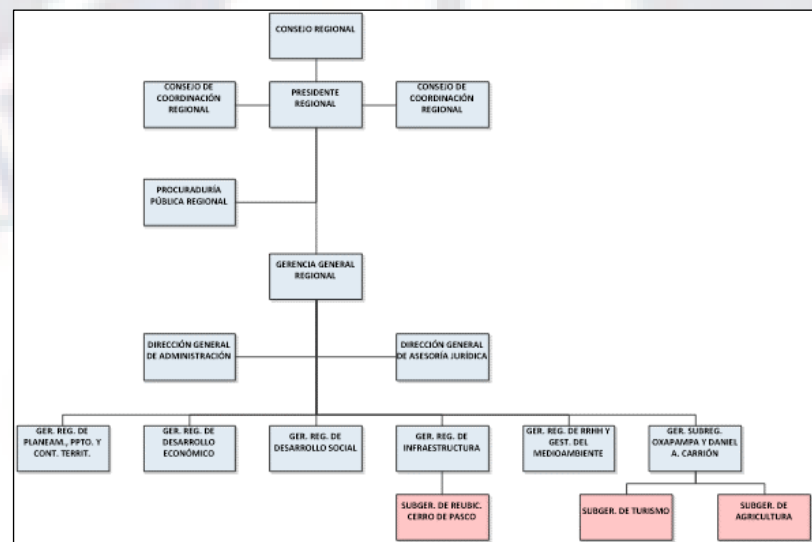 CONSEJO REGIONAL
CONSEJO DE
COORDINACIÓN
REGIONAL
PRESIDENTE
REGIONAL
CONSEJO DE
COORDINACIÓN
REGIONAL
PROCURADURÍA
PÚBLICA REGIONAL
GERENCIA GENERAL
REGIONAL
DIRECCIÓN GENERAL
DE ADMINISTRACIÓN
DIRECCIÓN GENERAL
DE ASESORÍA JURÍDICA
GER. REG. DE
PLANEAM., PPTO. Y
CONT. TERRIT.
GER. REG. DE
DESARROLLO
ECONÓMICO
GER. REG. DE
DESARROLLO SOCIAL
GER. REG. DE
INFRAESTRUCTURA
GER. REG. DE RRHH Y
GEST. DEL
MEDIOAMBIENTE
GER. SUBREG.
OXAPAMPA Y DANIEL
A. CARRIÓN
SUBGER. DE REUBIC.
CERRO DE PASCO
SUBGER. DE TURISMO
SUBGER. DE
AGRICULTURA